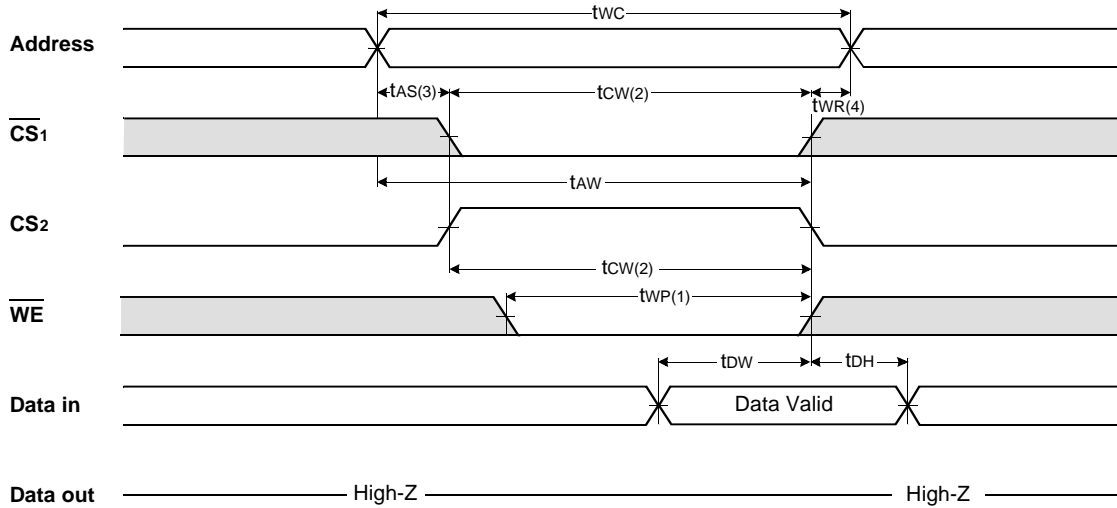 tWC
Address
tAS(3) tCW(2) tWR(4)
CS1
tAW
CS2
tCW(2)
tWP(1)
WE
tDW tDH
Data in Data Valid
Data out High-Z High-Z